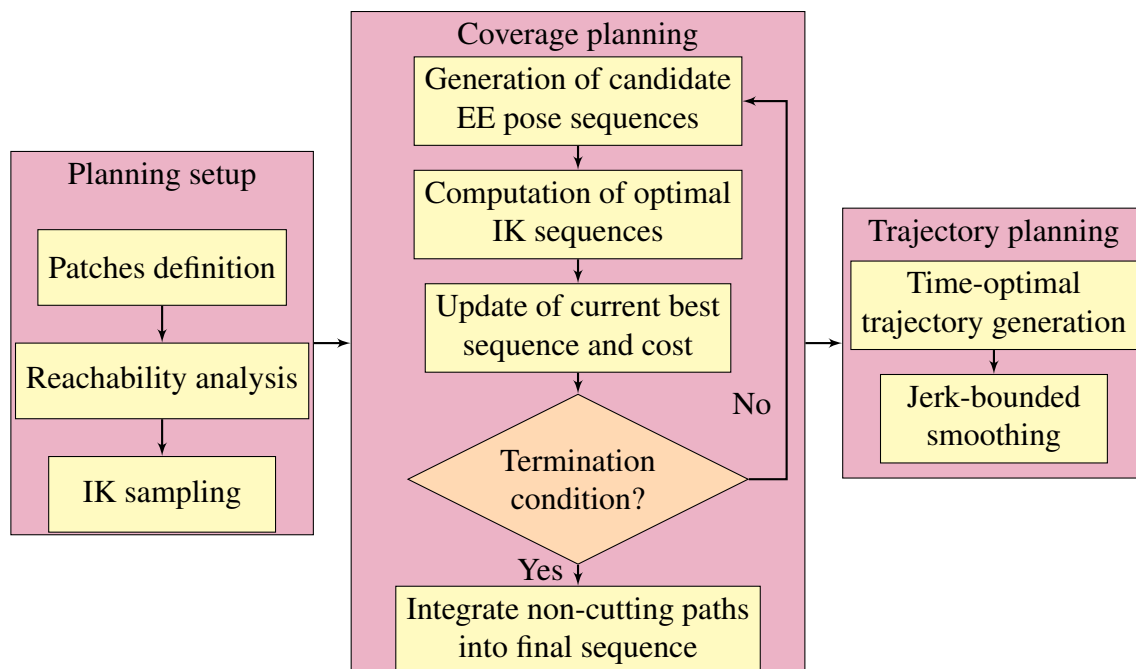 Planning setup
Patches definition
Reachability analysis
IK sampling
Coverage planning
Generation of candidate
EE pose sequences
Computation of optimal
IK sequences
Update of current best
sequence and cost
No
Termination
condition?
Yes
Integrate non-cutting paths
into final sequence
Trajectory planning
Time-optimal
trajectory generation
Jerk-bounded
smoothing